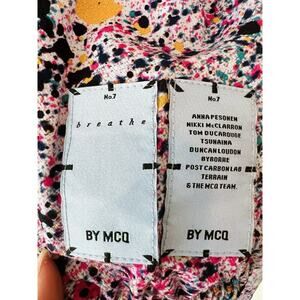 No.7
breathe
BY MCQ
No.7
ANNA PESONEN
NIKKI McCLARRON
TOM DUCAROUGE
TSUNAINA
DUNCAN LOUDON
BYBORRE
POST CARBON LAB
TERRAIN
& THE MCQ TEAM.
BY MCQ